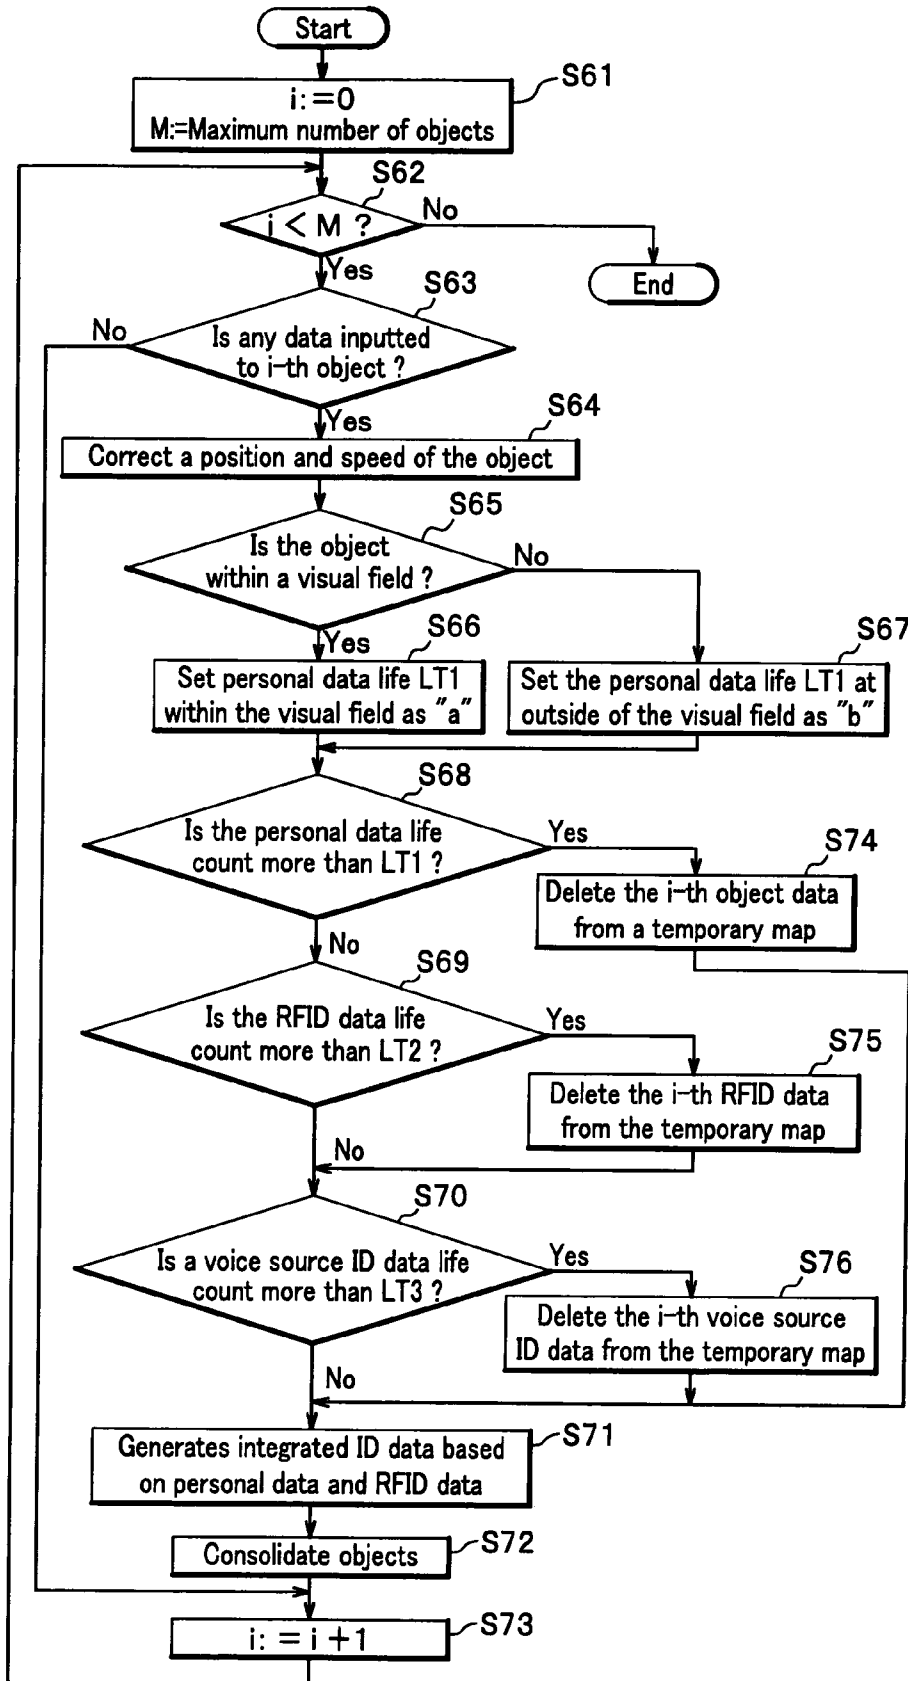 Start
S61
i:=0
M:=Maximum number of objects
S62
i < M ?
No
Yes
End
S63
No
Is any data inputted
to i-th object ?
Yes
S64
Correct a position and speed of the object
S65
Is the object
within a visual field ?
No
Yes
S66
Set personal data life LT1
within the visual field as "a"
S67
Set the personal data life LT1 at
outside of the visual field as "b"
S68
Is the personal data life
count more than LT1 ?
Yes
No
S74
Delete the i-th object data
from a temporary map
S69
Is the RFID data life
count more than LT2 ?
Yes
No
S75
Delete the i-th RFID data
from the temporary map
S70
Is a voice source ID data life
count more than LT3 ?
Yes
No
S76
Delete the i-th voice source
ID data from the temporary map
S71
Generates integrated ID data based
on personal data and RFID data
S72
Consolidate objects
S73
i: = i +1